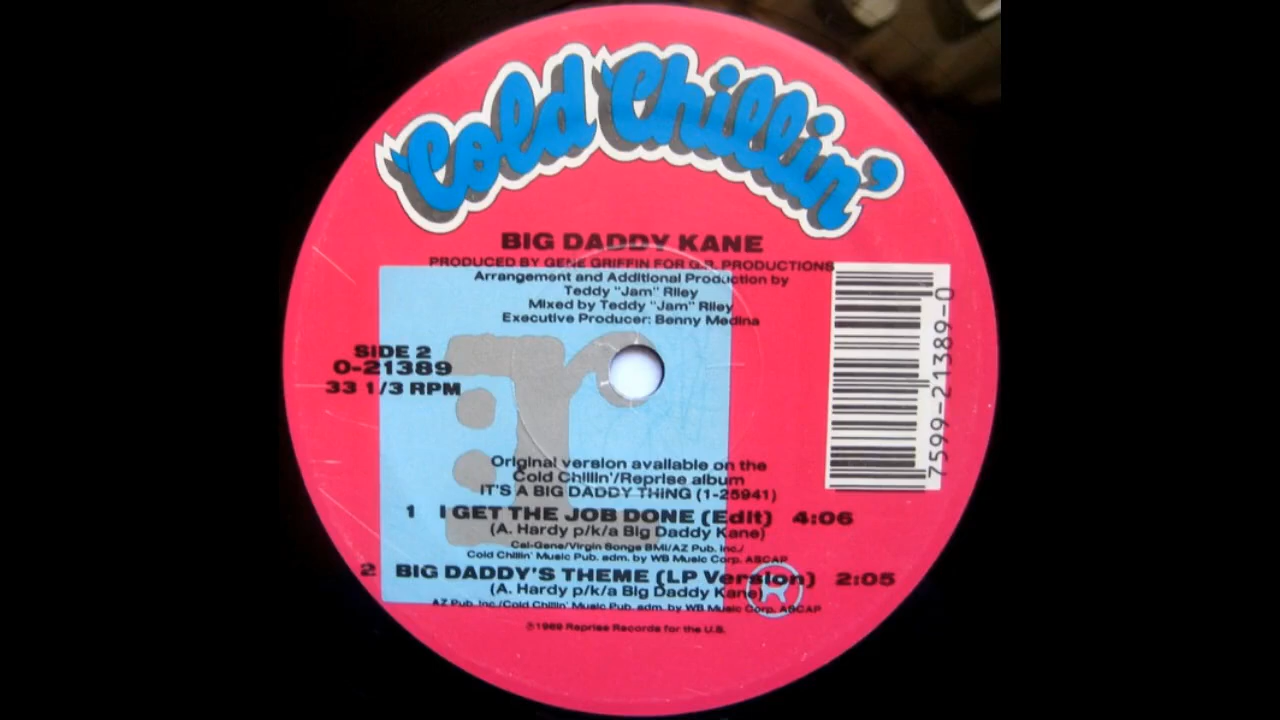 Cold Chillin'
BIG DADDY KANE
PRODUCED BY GENE GRIFFIN FOR G.R. PRODUCTIONS
Arrangement and Additional Production by
Teddy "Jam" Riley
Mixed by Teddy "Jam" Riley
Executive Producer: Benny Medina
SIDE 2
0-21389
33 1/3 RPM
7599-21389-0
Original version available on the
Cold Chillin'/Reprise album
IT'S A BIG DADDY THING (1-25941)
1 I GET THE JOB DONE (Edit) 4:06
(A. Hardy p/k/a Big Daddy Kane)
Cal-Gene/Virgin Songs BMI/AZ Pub. Inc./
Cold Chillin' Music Pub. adm. by WB Music Corp. ASCAP
2 BIG DADDY'S THEME (LP Version) 2:05
(A. Hardy p/k/a Big Daddy Kane)
AZ Pub. Inc./Cold Chillin' Music Pub. adm. by WB Music Corp. ASCAP
℗1989 Reprise Records for the U.S.